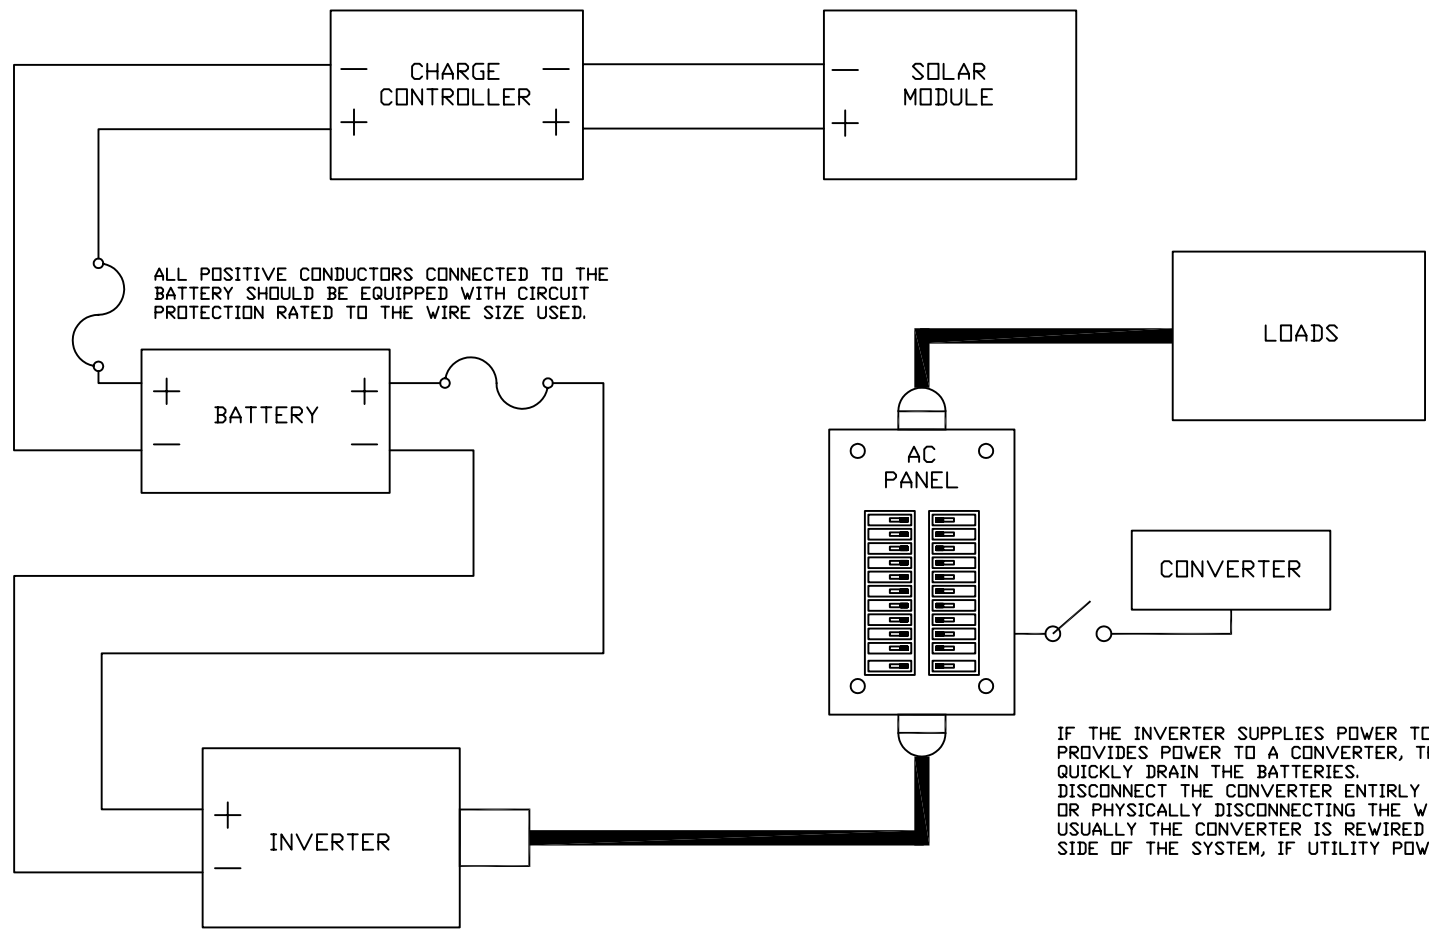 CHARGE
CONTROLLER
SOLAR
MODULE
ALL POSITIVE CONDUCTORS CONNECTED TO THE
BATTERY SHOULD BE EQUIPPED WITH CIRCUIT
PROTECTION RATED TO THE WIRE SIZE USED.
LOADS
BATTERY
AC
PANEL
CONVERTER
IF THE INVERTER SUPPLIES POWER TO
PROVIDES POWER TO A CONVERTER,
QUICKLY DRAIN THE BATTERIES.
DISCONNECT THE CONVERTER ENTIRLY
OR PHYSICALLY DISCONNECTING THE
USUALLY THE CONVERTER IS REWIRED
SIDE OF THE SYSTEM, IF UTILITY
INVERTER